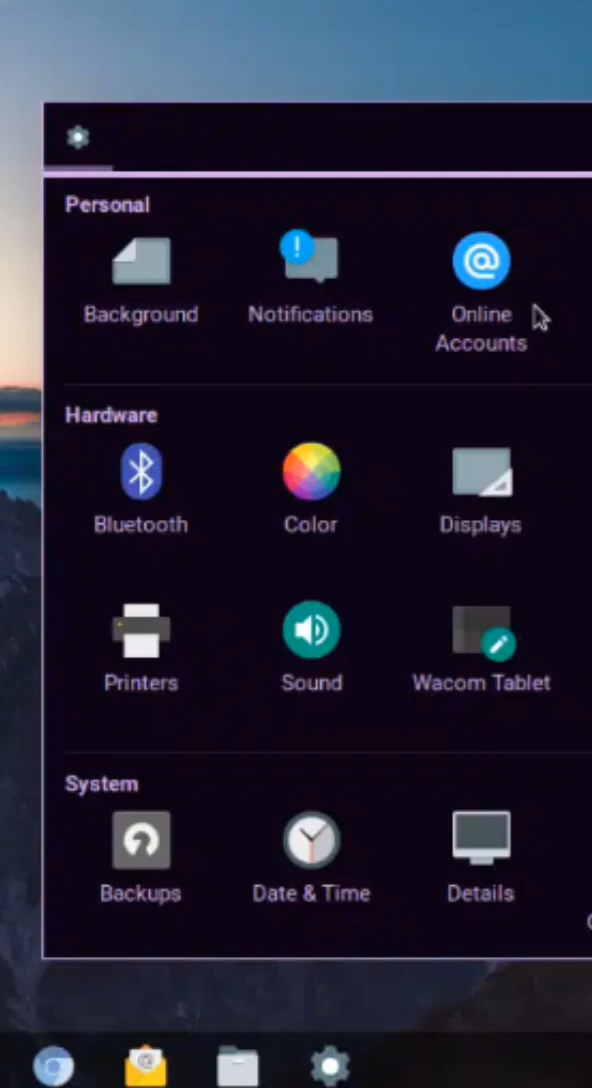 Personal
Background
Notifications
Online
Accounts
Hardware
Bluetooth
Color
Displays
Printers
Sound
Wacom Tablet
System
Backups
Date & Time
Details